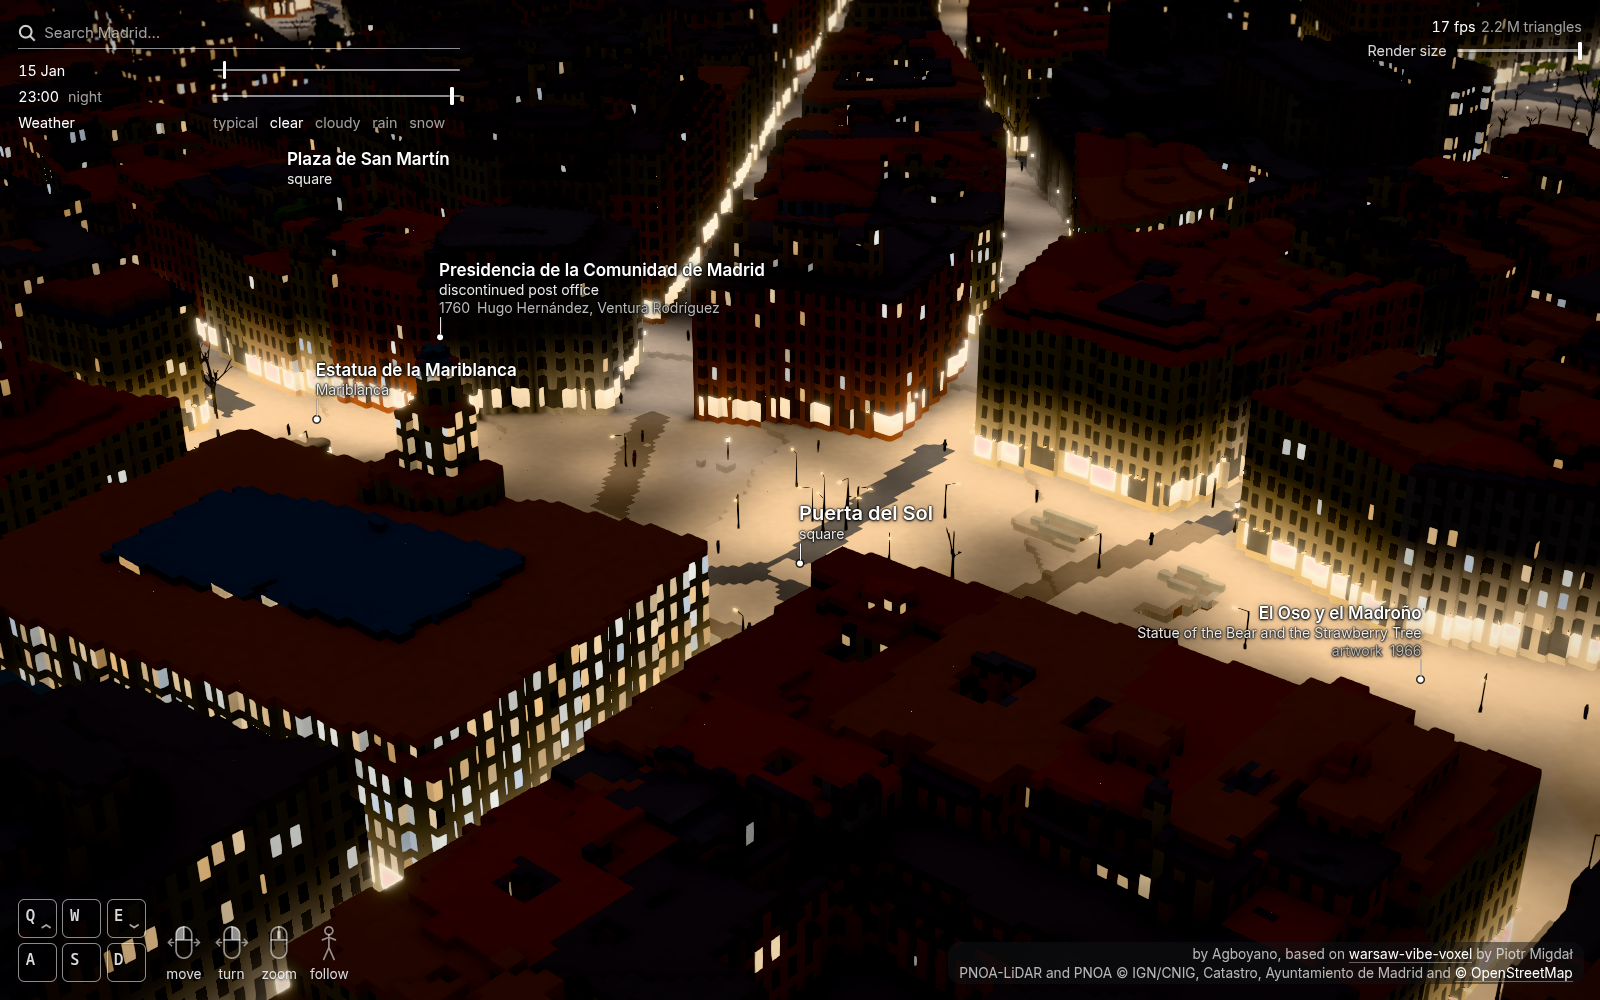 Search Madrid...
15 Jan
23:00 night
Weather typical clear cloudy rain snow
17 fps 2.2 M triangles
Render size
Plaza de San Martín
square
Presidencia de la Comunidad de Madrid
discontinued post office
1760 Hugo Hernández, Ventura Rodríguez
Estatua de la Mariblanca
Mariblanca
Puerta del Sol
square
El Oso y el Madroño
Statue of the Bear and the Strawberry Tree
artwork 1966
Q W E
A S D
move turn zoom follow
by Agboyano, based on warsaw-vibe-voxel by Piotr Migdał
PNOA-LiDAR and PNOA © IGN/CNIG, Catastro, Ayuntamiento de Madrid and © OpenStreetMap